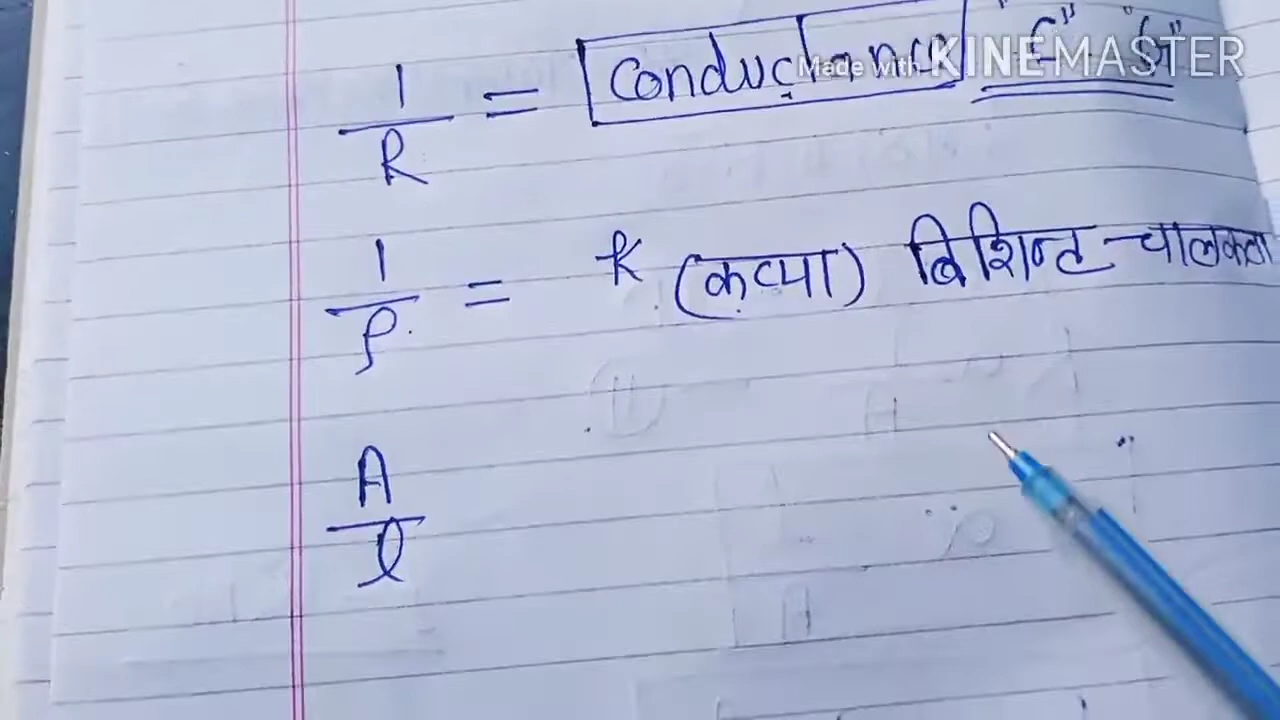 1/R = Conductance "C" "G"
Made with KINEMASTER
1/ρ = k (कप्पा) बिशिन्ट चालकता
A/l